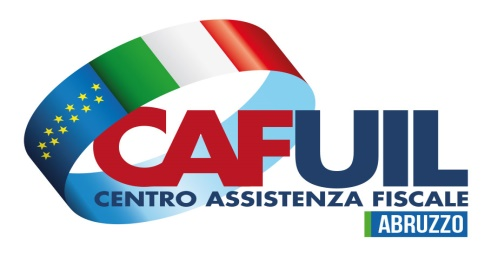 CAFUIL
CENTRO ASSISTENZA FISCALE
ABRUZZO